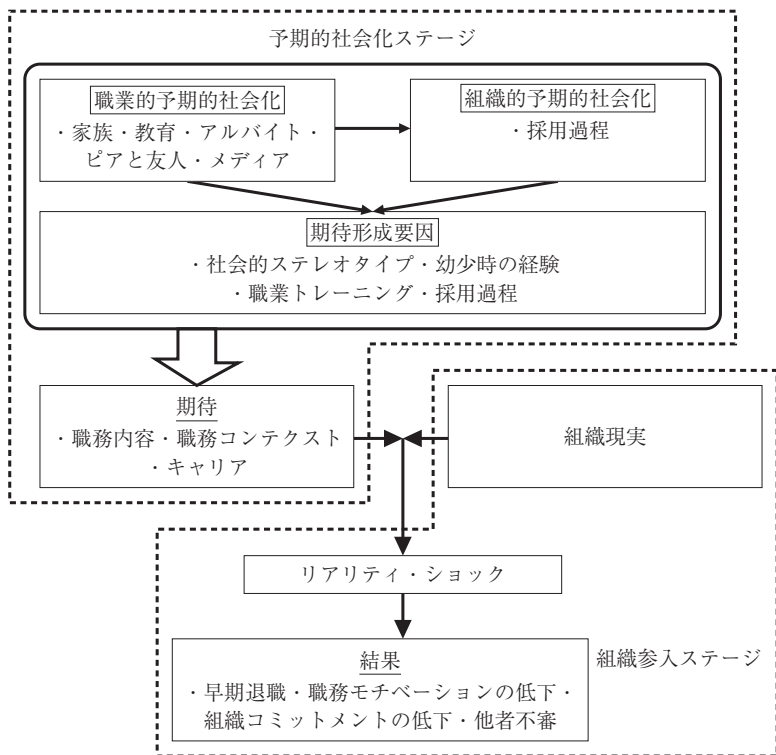 予期的社会化ステージ
職業的予期的社会化
・家族・教育・アルバイト・
ピアと友人・メディア
組織的予期的社会化
・採用過程
期待形成要因
・社会的ステレオタイプ・幼少時の経験
・職業トレーニング・採用過程
期待
・職務内容・職務コンテクスト
・キャリア
組織現実
リアリティ・ショック
結果
・早期退職・職務モチベーションの低下・
組織コミットメントの低下・他者不審
組織参入ステージ